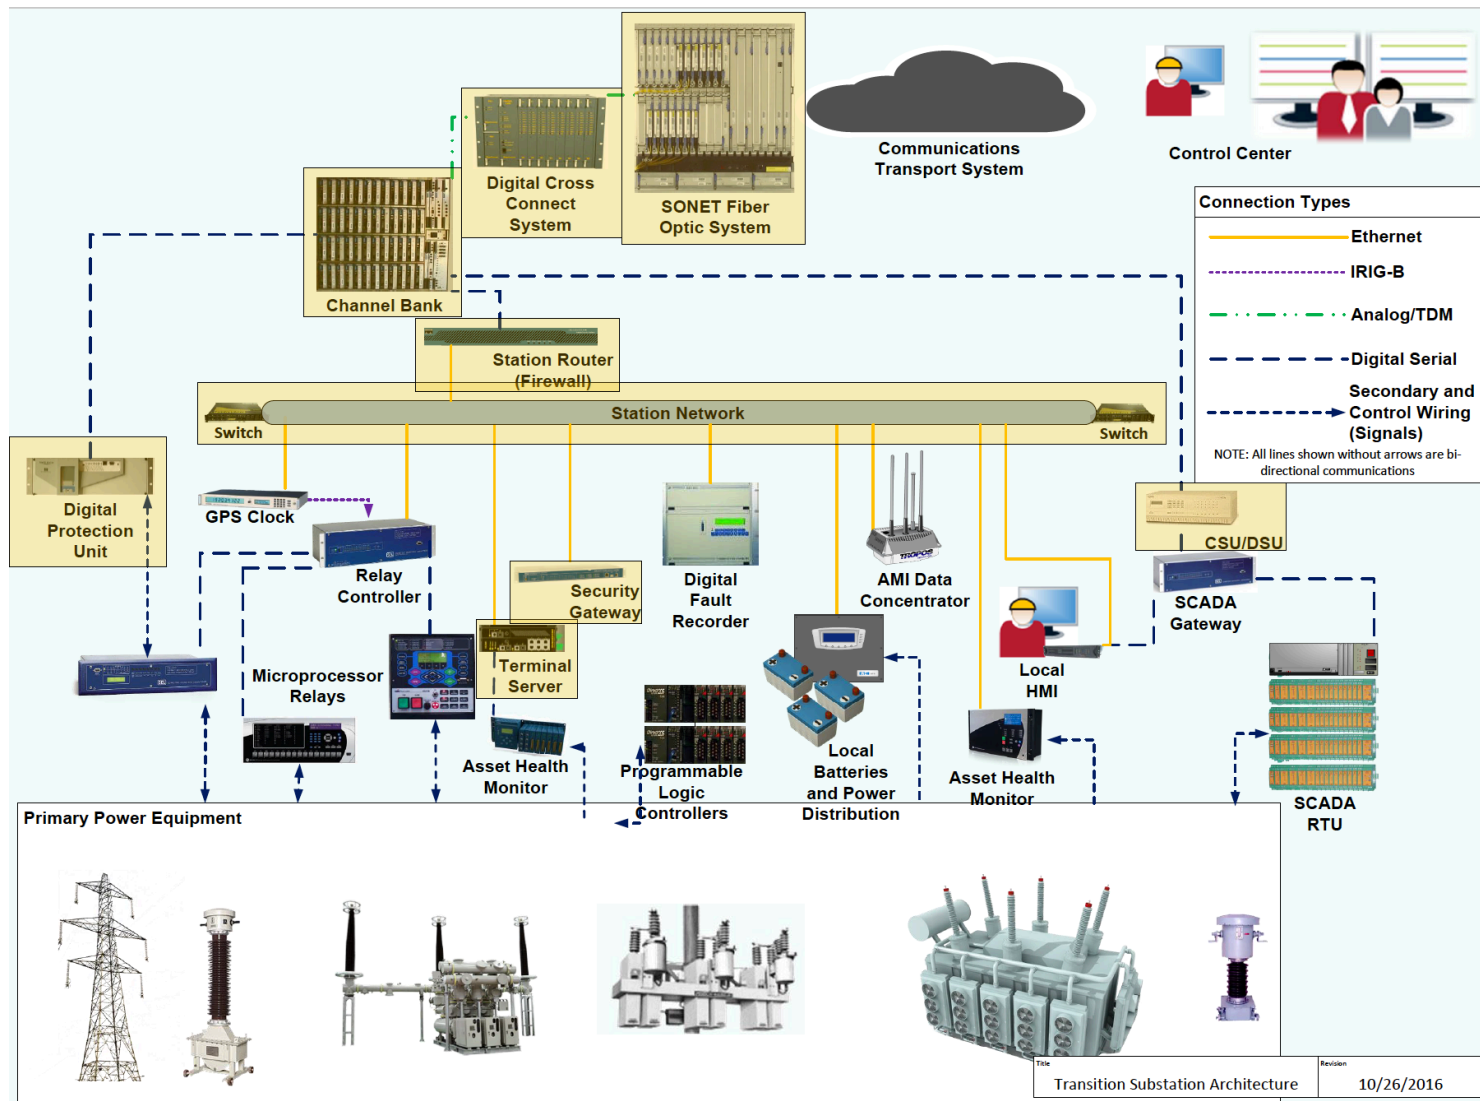 Communications
Transport System
Control Center
Digital Cross
Connect
System
SONET Fiber
Optic System
Channel Bank
Connection Types
Ethernet
IRIG-B
Analog/TDM
Digital Serial
Secondary and
Control Wiring
(Signals)
NOTE: All lines shown without arrows are bi-
directional communications
Station Router
(Firewall)
Station Network
Switch
Switch
Digital
Protection
Unit
GPS Clock
Relay
Controller
Security
Gateway
Terminal
Server
Digital
Fault
Recorder
TROPOS
AMI Data
Concentrator
CSU/DSU
SCADA
Gateway
Local
HMI
Microprocessor
Relays
Asset Health
Monitor
Programmable
Logic
Controllers
Local
Batteries
and Power
Distribution
Asset Health
Monitor
SCADA
RTU
Primary Power Equipment
Title
Transition Substation Architecture
Revision
10/26/2016